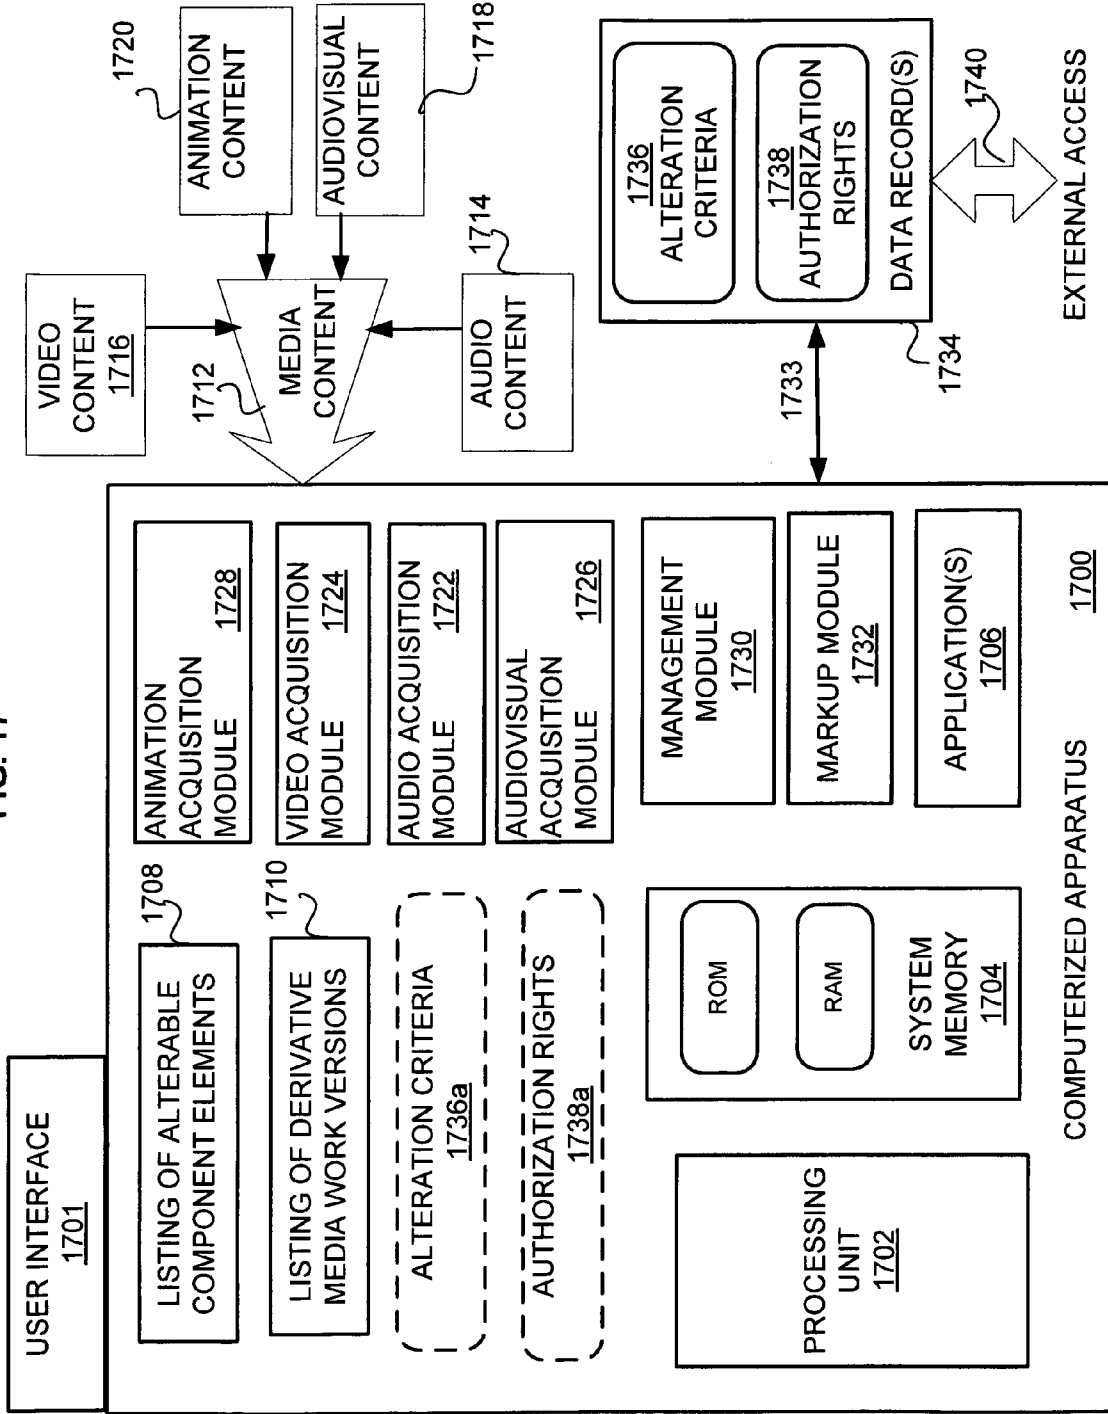 FIG. 17
USER INTERFACE
1701
LISTING OF ALTERABLE
COMPONENT ELEMENTS
1708
LISTING OF DERIVATIVE
MEDIA WORK VERSIONS
1710
ALTERATION CRITERIA
1736a
AUTHORIZATION RIGHTS
1738a
PROCESSING
UNIT
1702
ROM
RAM
SYSTEM
MEMORY
1704
ANIMATION
ACQUISITION
MODULE
1728
VIDEO ACQUISITION
MODULE
1724
AUDIO ACQUISITION
MODULE
1722
AUDIOVISUAL
ACQUISITION
MODULE
1726
MANAGEMENT
MODULE
1730
MARKUP MODULE
1732
APPLICATION(S)
1706
COMPUTERIZED APPARATUS
1700
VIDEO
CONTENT
1716
1712
MEDIA
CONTENT
AUDIO
CONTENT
1714
ANIMATION
CONTENT
1720
AUDIOVISUAL
CONTENT
1718
1733
1734
1736
ALTERATION
CRITERIA
1738
AUTHORIZATION
RIGHTS
DATA RECORD(S)
1740
EXTERNAL ACCESS